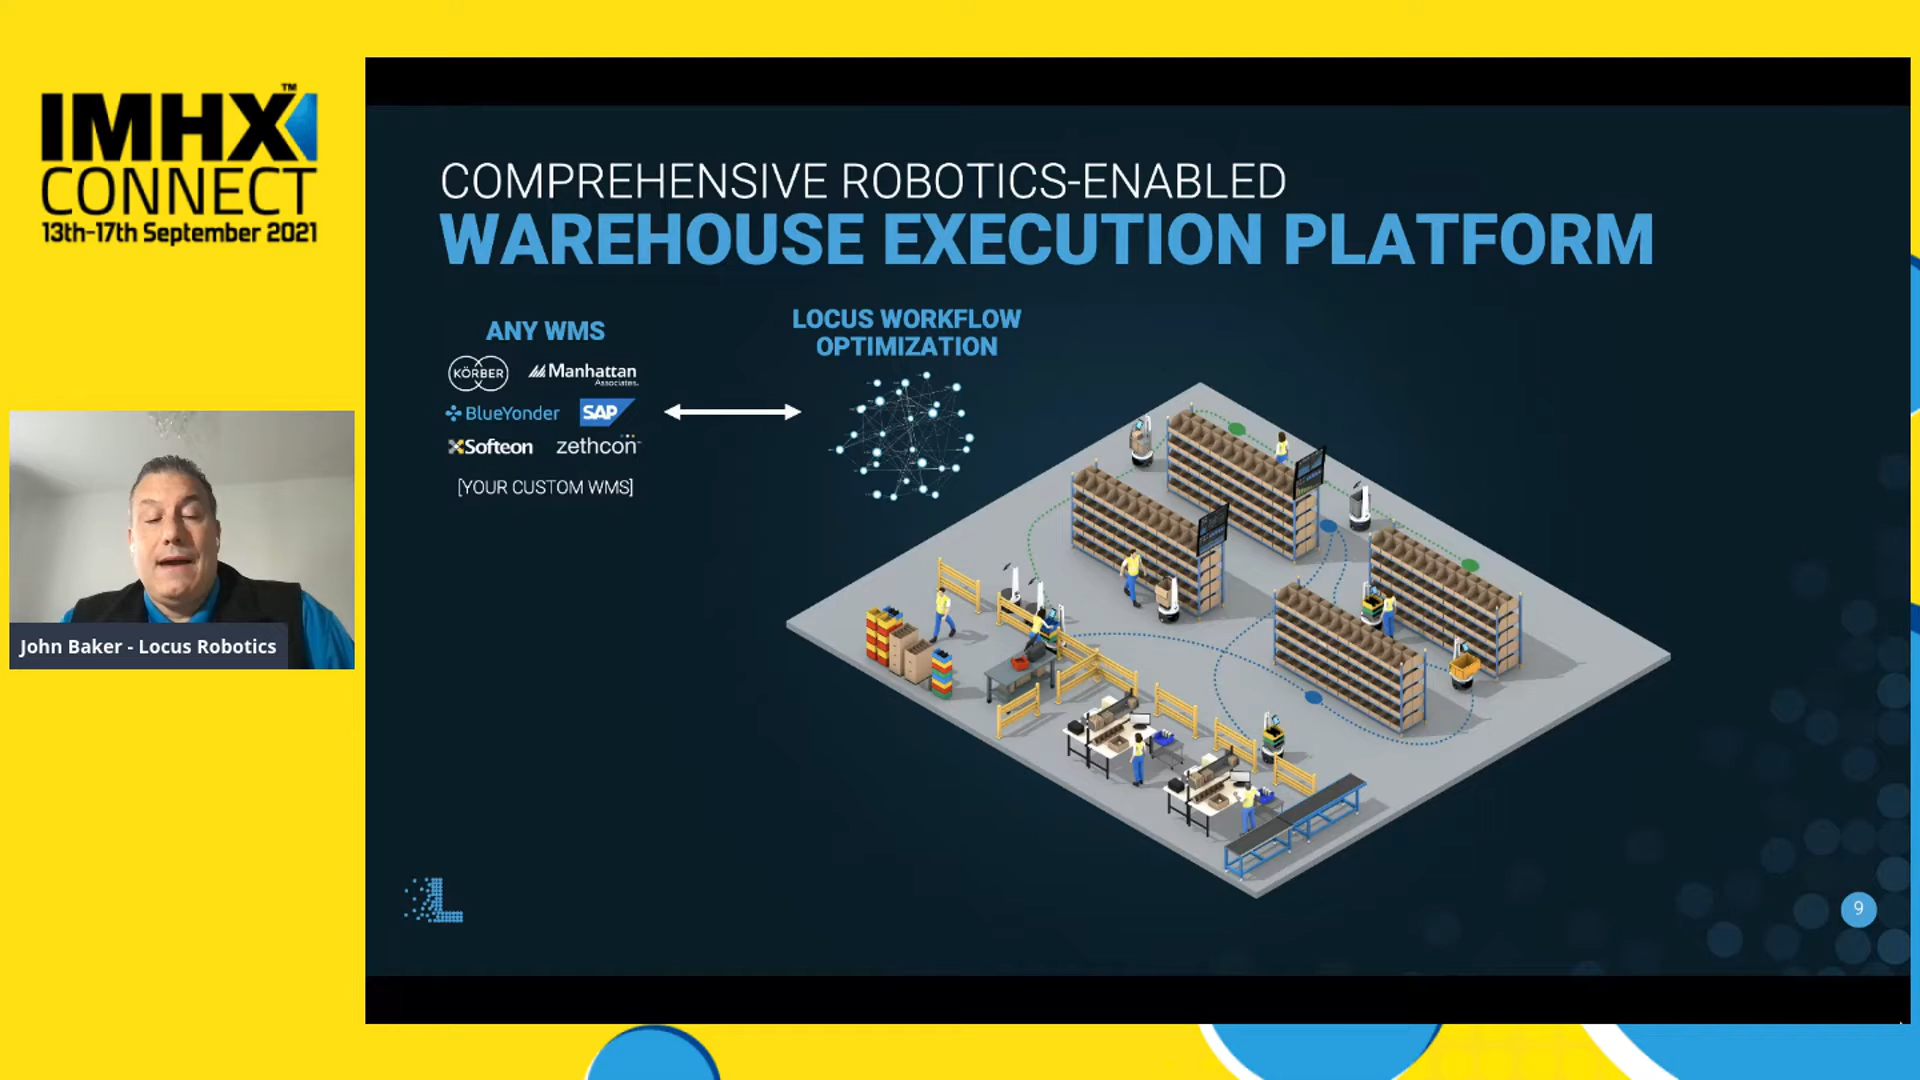 IMHX™
CONNECT
13th-17th September 2021
COMPREHENSIVE ROBOTICS-ENABLED
WAREHOUSE EXECUTION PLATFORM
ANY WMS
KÖRBER
Manhattan
Associates.
BlueYonder
SAP
Softeon
zethcon
[YOUR CUSTOM WMS]
LOCUS WORKFLOW
OPTIMIZATION
John Baker - Locus Robotics
L
9